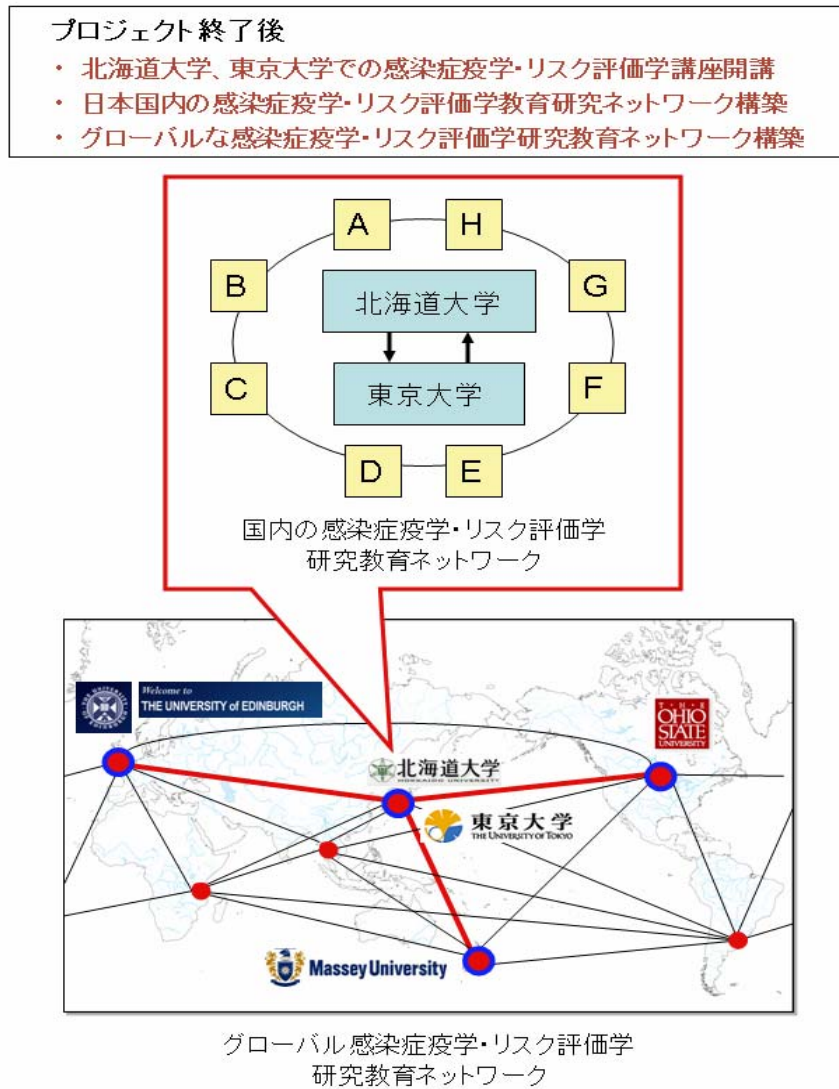 プロジェクト終了後
・ 北海道大学、東京大学での感染症疫学・リスク評価学講座開講
・ 日本国内の感染症疫学・リスク評価学教育研究ネットワーク構築
・ グローバルな感染症疫学・リスク評価学研究教育ネットワーク構築
A
H
B
G
北海道大学
C
F
東京大学
D
E
国内の感染症疫学・リスク評価学
研究教育ネットワーク
Welcome to
THE UNIVERSITY of EDINBURGH
T・H・E
OHIO
STATE
UNIVERSITY
北海道大学
HOKKAIDO UNIVERSITY
東京大学
THE UNIVERSITY OF TOKYO
Massey University
グローバル感染症疫学・リスク評価学
研究教育ネットワーク